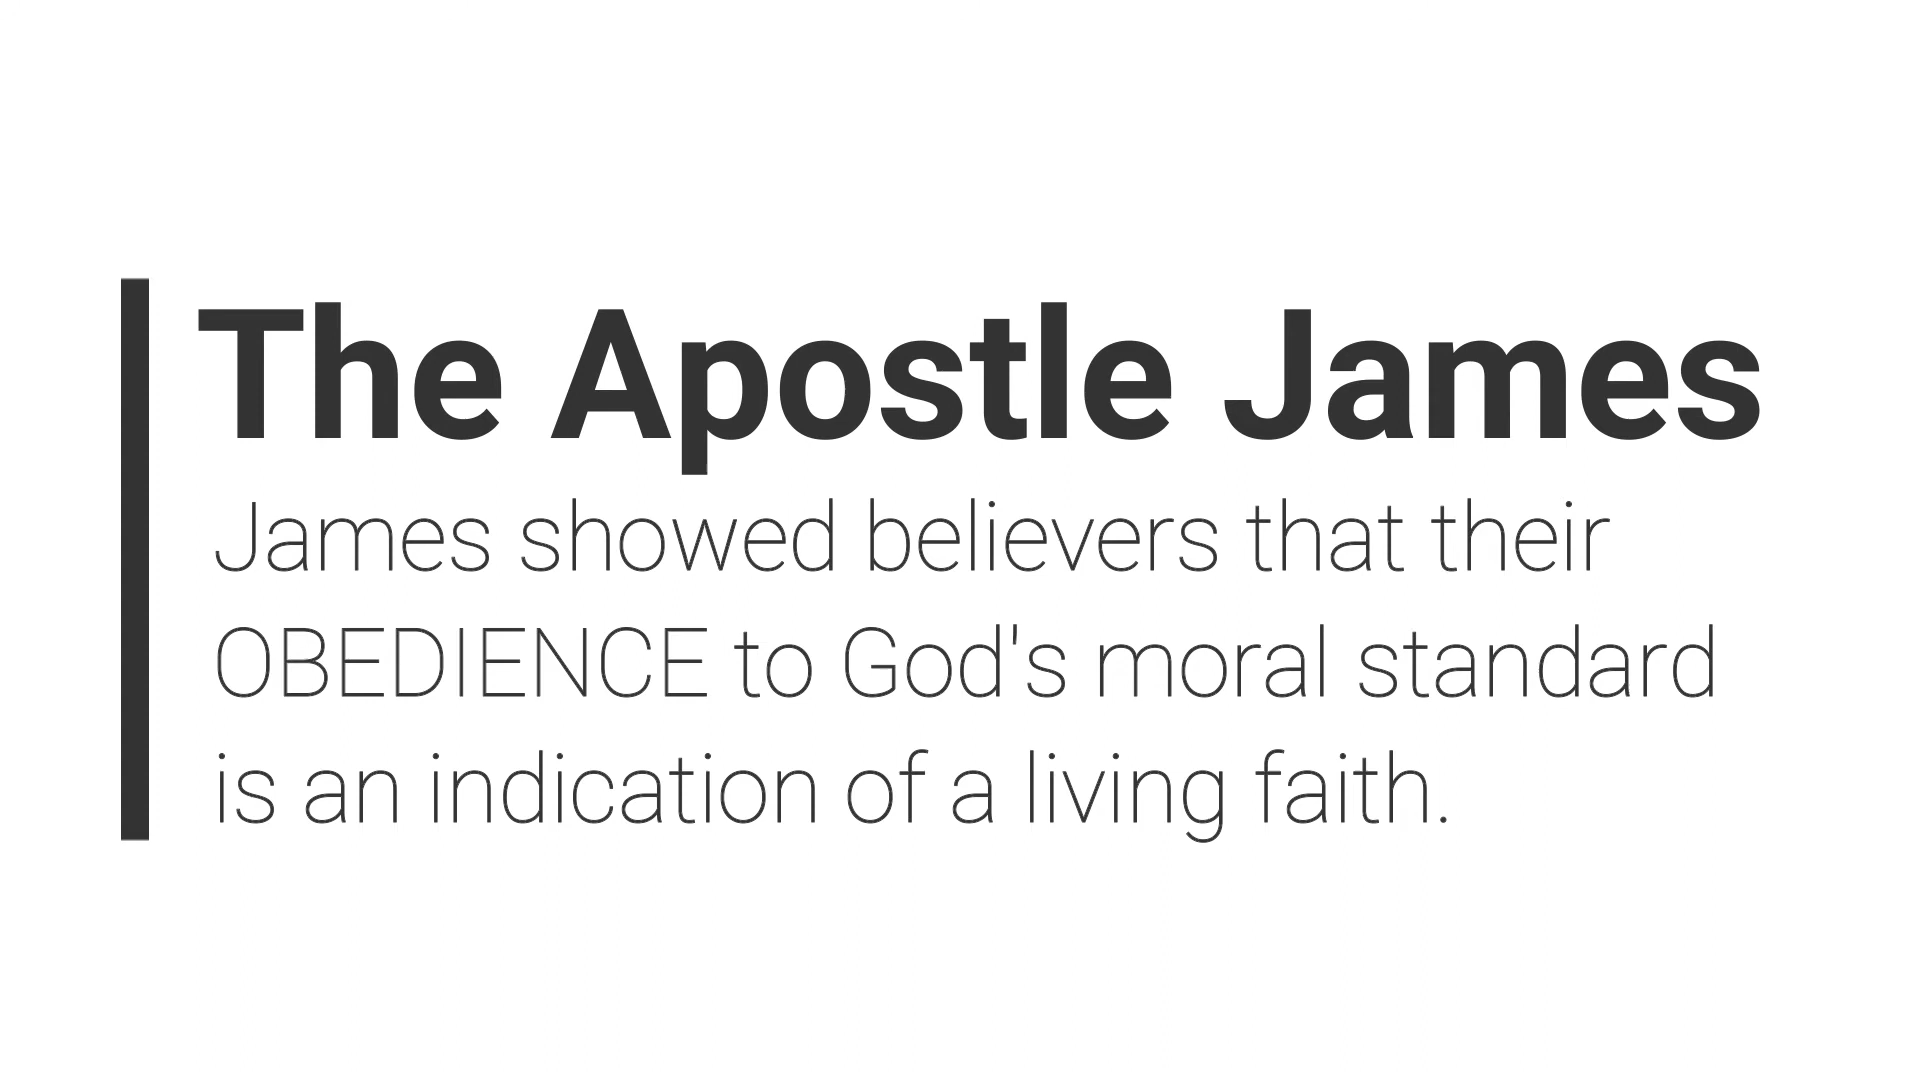 The Apostle James
James showed believers that their
OBEDIENCE to God's moral standard
is an indication of a living faith.